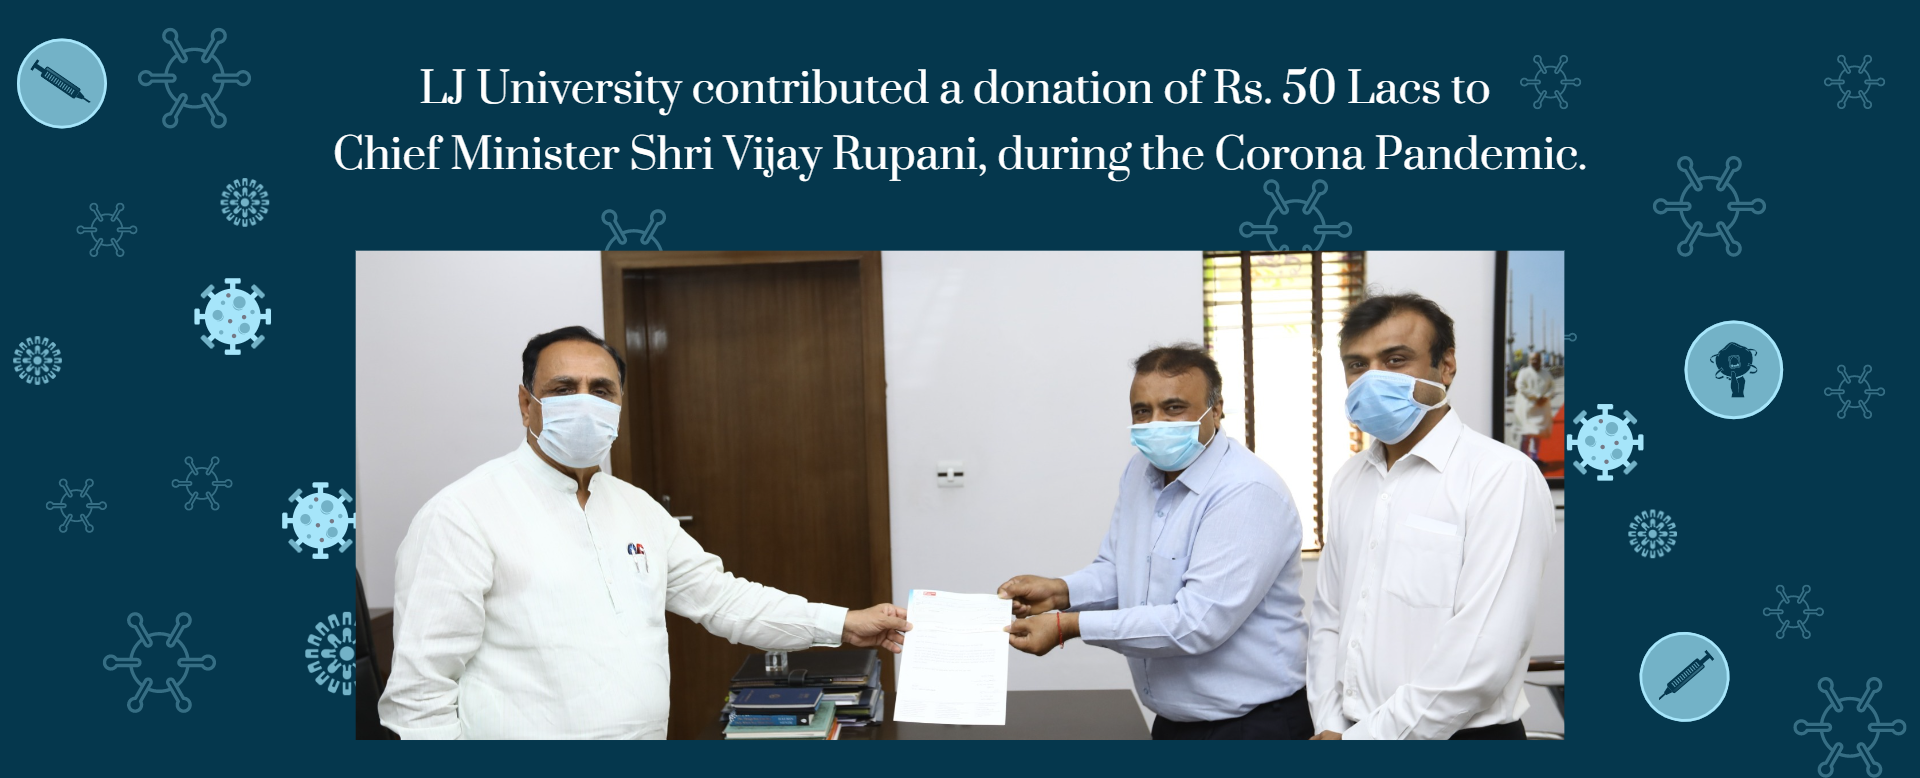 LJ University contributed a donation of Rs. 50 Lacs to
Chief Minister Shri Vijay Rupani, during the Corona Pandemic.